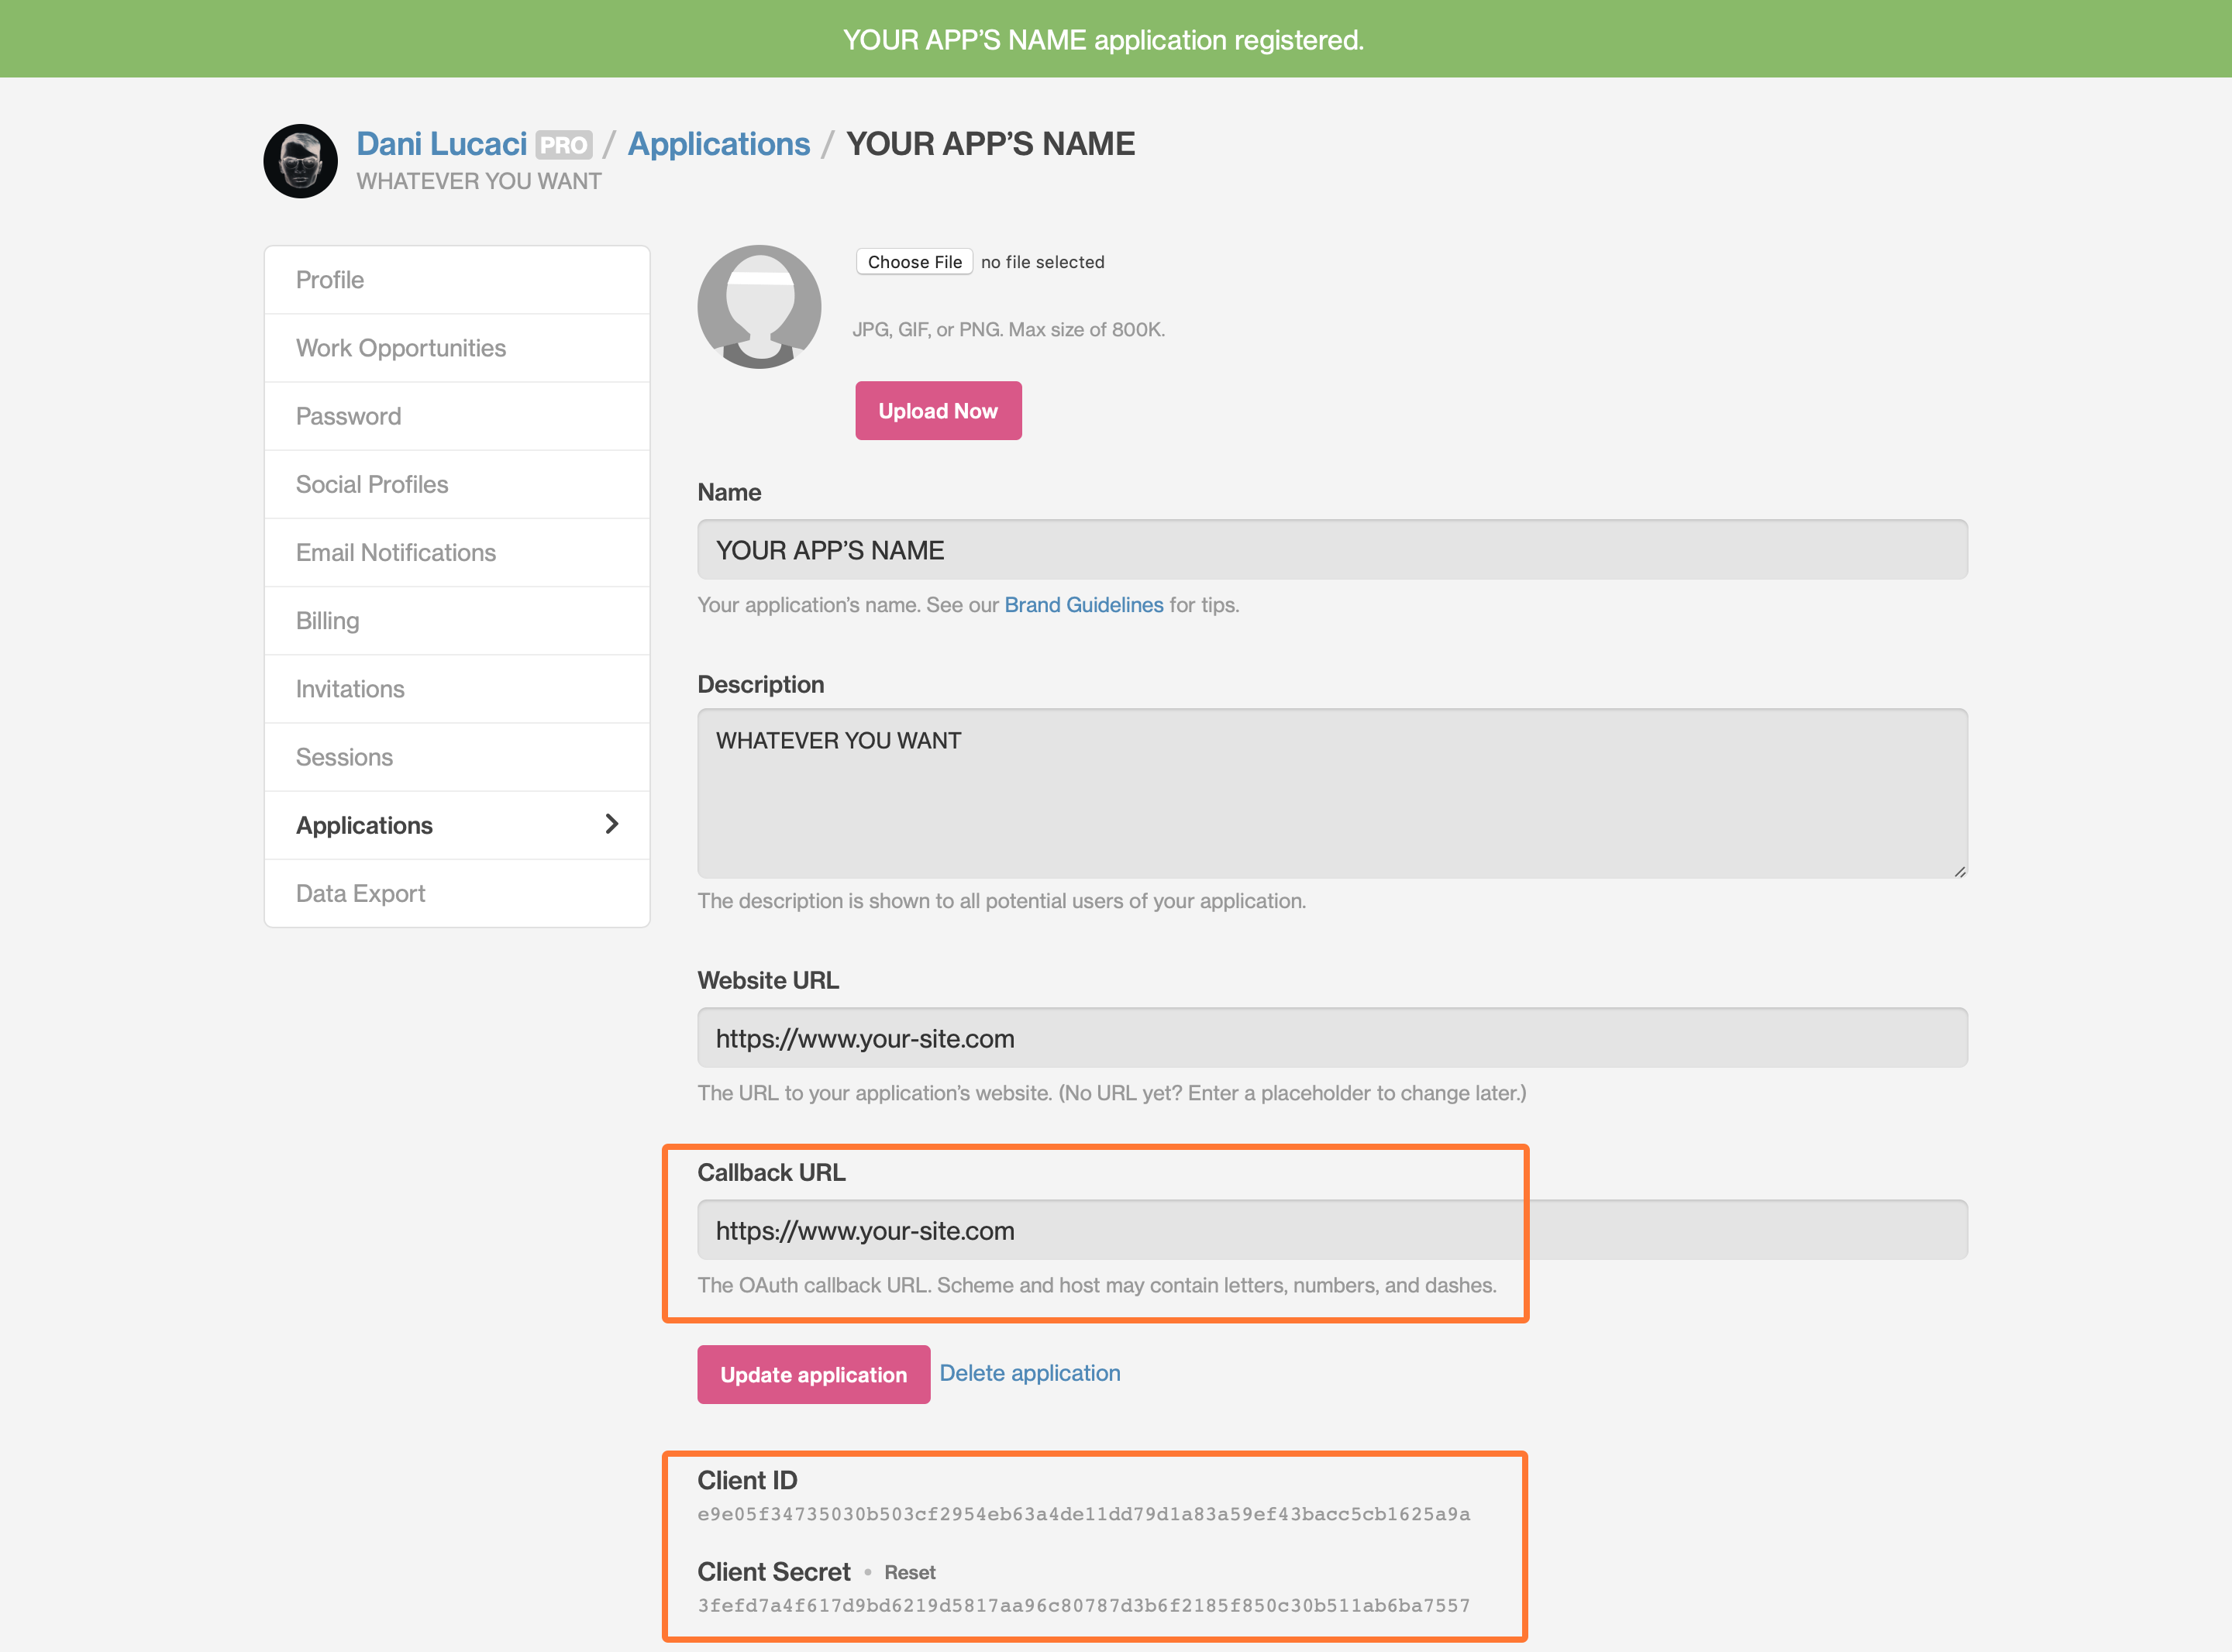 YOUR APP’S NAME application registered.
Dani Lucaci PRO / Applications / YOUR APP’S NAME
WHATEVER YOU WANT
Profile
Work Opportunities
Password
Social Profiles
Email Notifications
Billing
Invitations
Sessions
Applications
Data Export
Choose File no file selected
JPG, GIF, or PNG. Max size of 800K.
Upload Now
Name
YOUR APP’S NAME
Your application’s name. See our Brand Guidelines for tips.
Description
WHATEVER YOU WANT
The description is shown to all potential users of your application.
Website URL
https://www.your-site.com
The URL to your application’s website. (No URL yet? Enter a placeholder to change later.)
Callback URL
https://www.your-site.com
The OAuth callback URL. Scheme and host may contain letters, numbers, and dashes.
Update application Delete application
Client ID
e9e05f34735030b503cf2954eb63a4de11dd79d1a83a59ef43bacc5cb1625a9a
Client Secret • Reset
3fefd7a4f617d9bd6219d5817aa96c80787d3b6f2185f850c30b511ab6ba7557